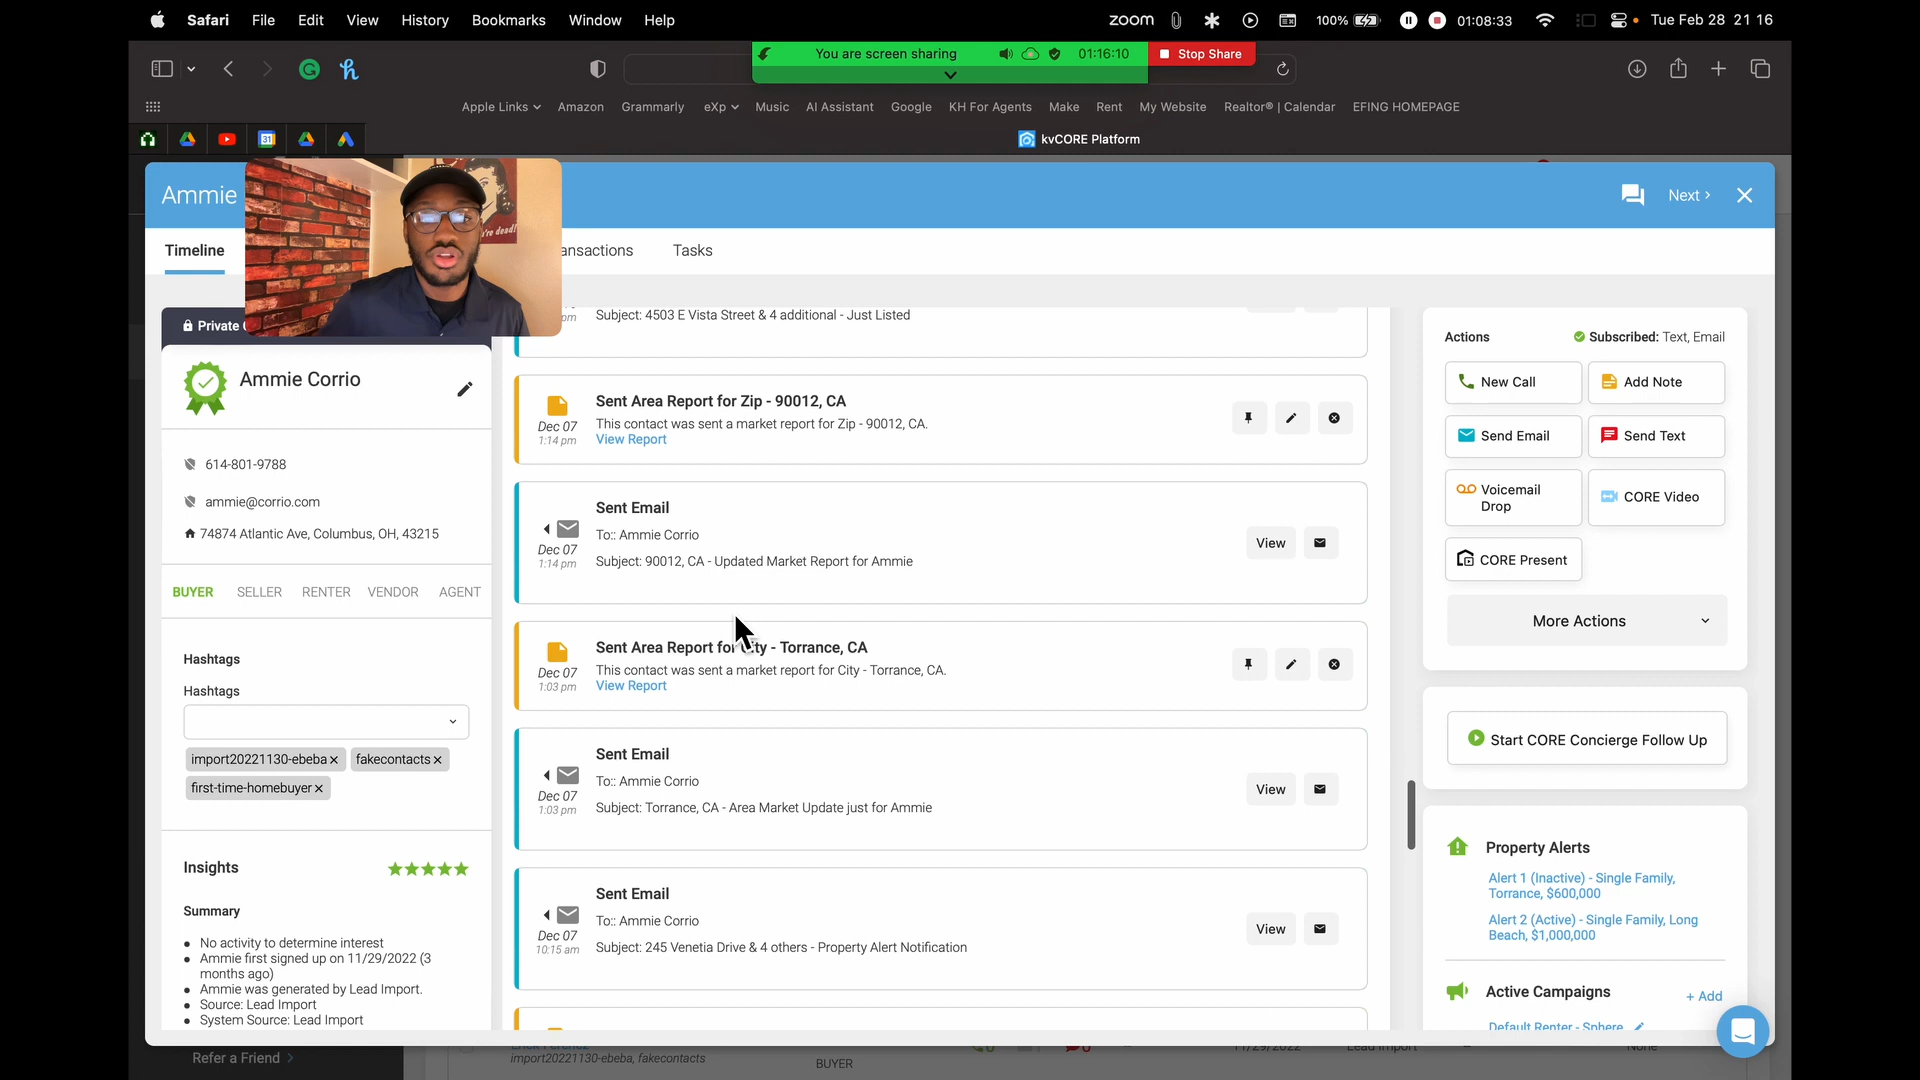 Safari File Edit View History Bookmarks Window Help zoom 100% 01:08:33 Tue Feb 28 21 16
You are screen sharing 01:16:10 Stop Share
Apple Links Amazon Grammarly eXp Music AI Assistant Google KH For Agents Make Rent My Website Realtor® | Calendar EFING HOMEPAGE
31 kvCORE Platform
Ammie Next >
're dead!
Timeline ansactions Tasks
Private
pm
Subject: 4503 E Vista Street & 4 additional - Just Listed
Ammie Corrio
614-801-9788
ammie@corrio.com
74874 Atlantic Ave, Columbus, OH, 43215
BUYER SELLER RENTER VENDOR AGENT
Hashtags
Hashtags
import20221130-ebeba × fakecontacts ×
first-time-homebuyer ×
Insights
Summary
No activity to determine interest
Ammie first signed up on 11/29/2022 (3
months ago)
Ammie was generated by Lead Import.
Source: Lead Import
System Source: Lead Import
Sent Area Report for Zip - 90012, CA
Dec 07
1:14 pm
This contact was sent a market report for Zip - 90012, CA.
View Report
Sent Email
Dec 07
1:14 pm
To:: Ammie Corrio
Subject: 90012, CA - Updated Market Report for Ammie
View
Sent Area Report for City - Torrance, CA
Dec 07
1:03 pm
This contact was sent a market report for City - Torrance, CA.
View Report
Sent Email
Dec 07
1:03 pm
To:: Ammie Corrio
Subject: Torrance, CA - Area Market Update just for Ammie
View
Sent Email
Dec 07
10:15 am
To:: Ammie Corrio
Subject: 245 Venetia Drive & 4 others - Property Alert Notification
View
Actions Subscribed: Text, Email
New Call Add Note
Send Email Send Text
Voicemail
Drop
CORE Video
CORE Present
More Actions
Start CORE Concierge Follow Up
Property Alerts
Alert 1 (Inactive) - Single Family,
Torrance, $600,000
Alert 2 (Active) - Single Family, Long
Beach, $1,000,000
Active Campaigns + Add
Default Renter - Sphere
Refer a Friend >
import20221130-ebeba, fakecontacts
BUYER
11/29/2022 Lead Import None